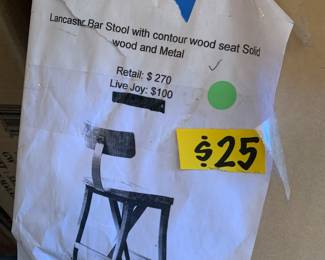 Lancastr Bar Stool with contour wood seat Solid
wood and Metal
Retail: $ 270
Live Joy: $100
$25